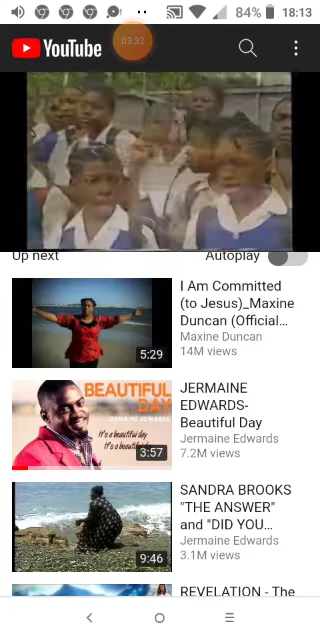 84% 18:13
YouTube
03:32
Up next Autoplay
I Am Committed
(to Jesus)_Maxine
Duncan (Official...
Maxine Duncan
14M views
5:29
BEAUTIFUL
DAY
JERMAINE EDWARDS
It's a beautiful day
It's a beautiful
3:57
JERMAINE
EDWARDS-
Beautiful Day
Jermaine Edwards
7.2M views
SANDRA BROOKS
"THE ANSWER"
and "DID YOU...
Jermaine Edwards
3.1M views
9:46
REVELATION - The